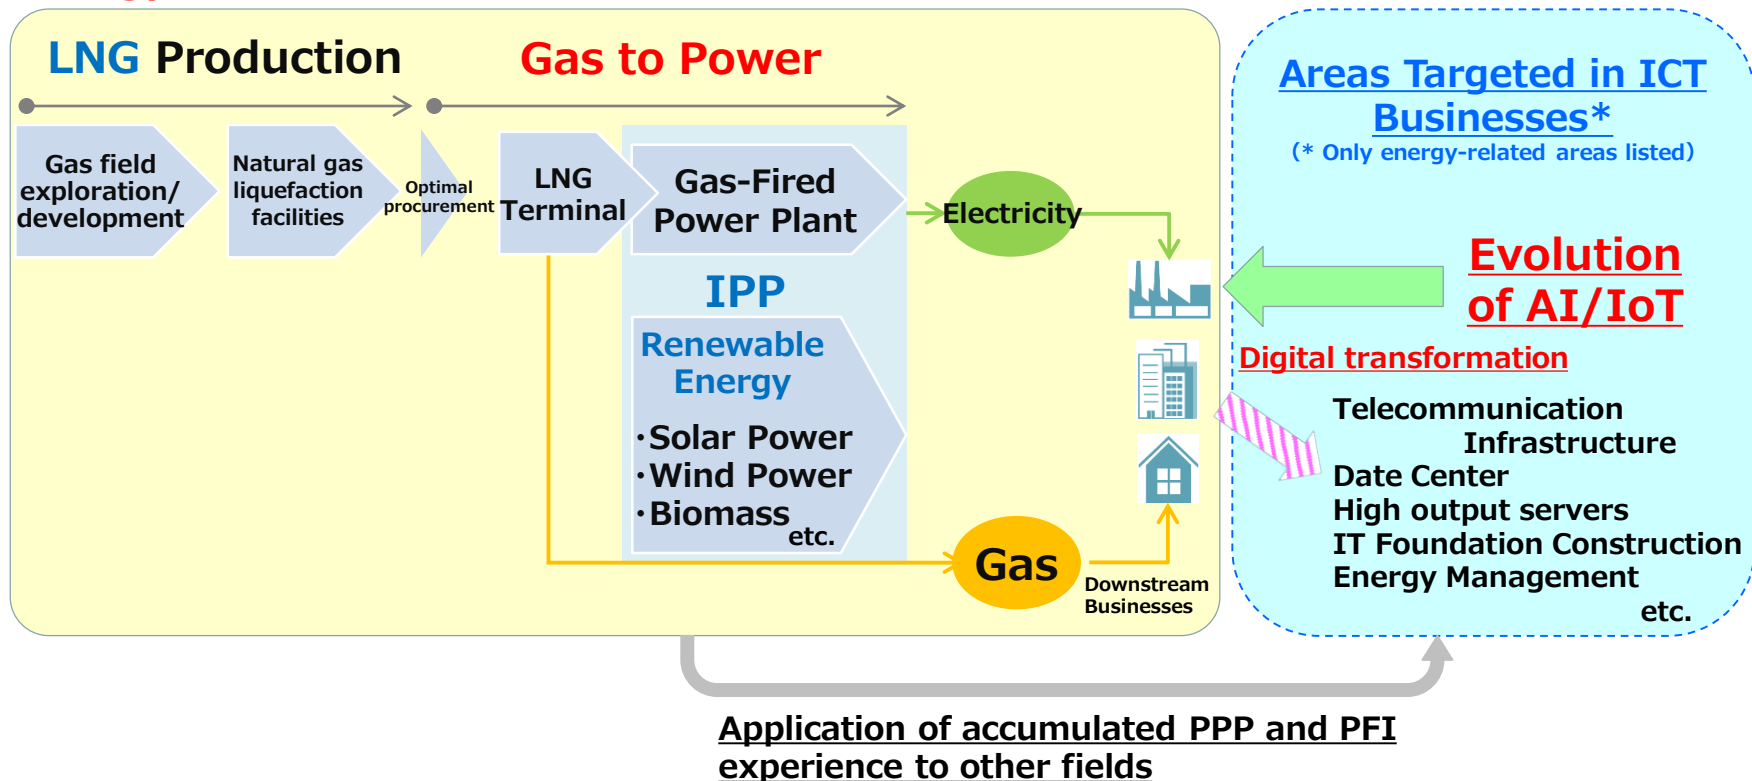 LNG Production
Gas to Power
Gas field
exploration/
development
Natural gas
liquefaction
facilities
Optimal
procurement
LNG
Terminal
Gas-Fired
Power Plant
IPP
Renewable
Energy
・Solar Power
・Wind Power
・Biomass
etc.
Electricity
Gas
Downstream
Businesses
Areas Targeted in ICT
Businesses*
(* Only energy-related areas listed)
Evolution
of AI/IoT
Digital transformation
Telecommunication
Infrastructure
Date Center
High output servers
IT Foundation Construction
Energy Management
etc.
Application of accumulated PPP and PFI
experience to other fields